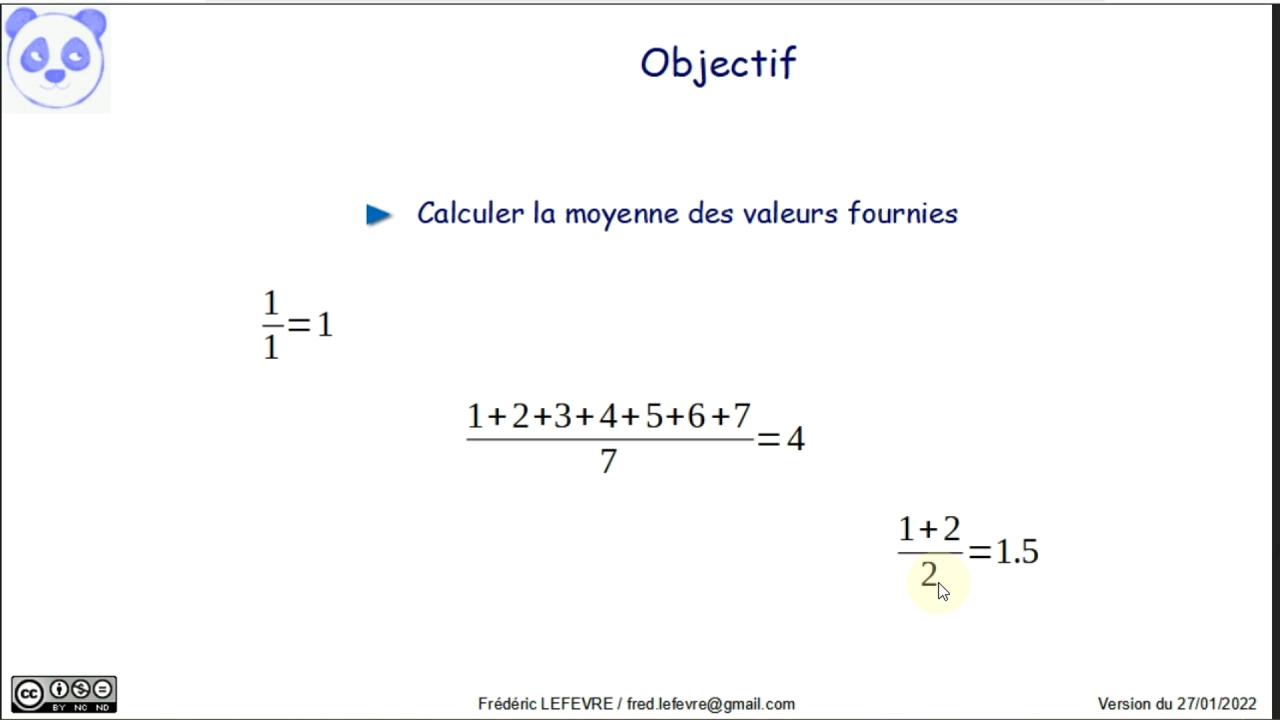 Objectif
Calculer la moyenne des valeurs fournies
1
1
=1
1+2+3+4+5+6+7
7
=4
1+2
2
=1.5
cc BY NC ND
Frédéric LEFEVRE / fred.lefevre@gmail.com
Version du 27/01/2022